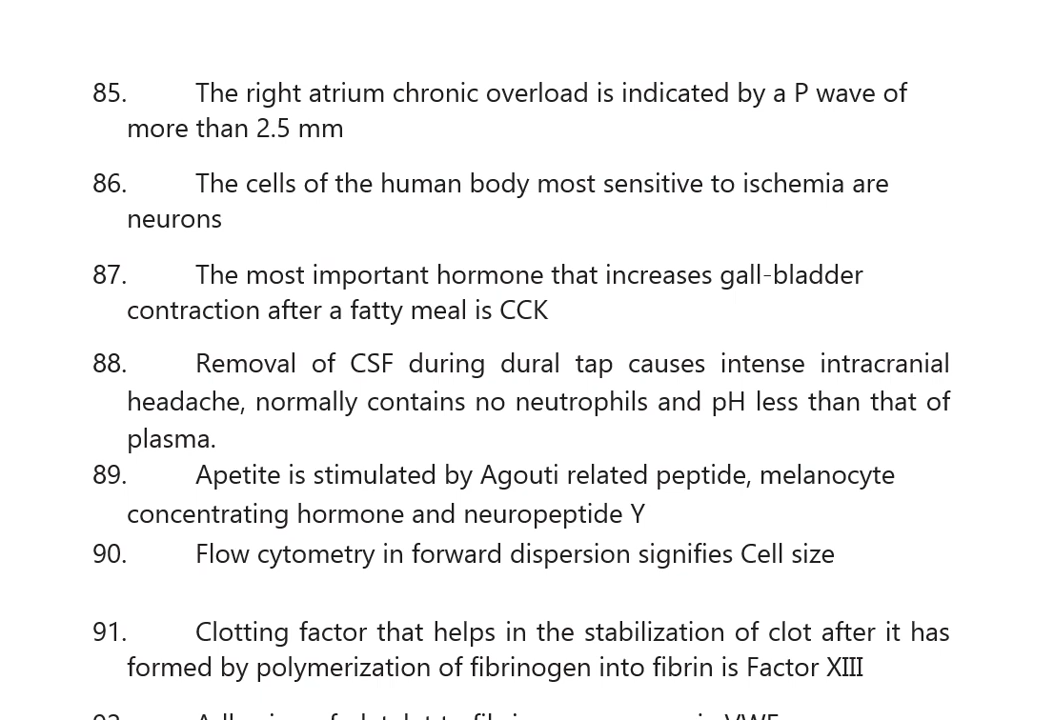 85. The right atrium chronic overload is indicated by a P wave of
more than 2.5 mm
86. The cells of the human body most sensitive to ischemia are
neurons
87. The most important hormone that increases gall-bladder
contraction after a fatty meal is CCK
88. Removal of CSF during dural tap causes intense intracranial
headache, normally contains no neutrophils and pH less than that of
plasma.
89. Apetite is stimulated by Agouti related peptide, melanocyte
concentrating hormone and neuropeptide Y
90. Flow cytometry in forward dispersion signifies Cell size
91. Clotting factor that helps in the stabilization of clot after it has
formed by polymerization of fibrinogen into fibrin is Factor XIII